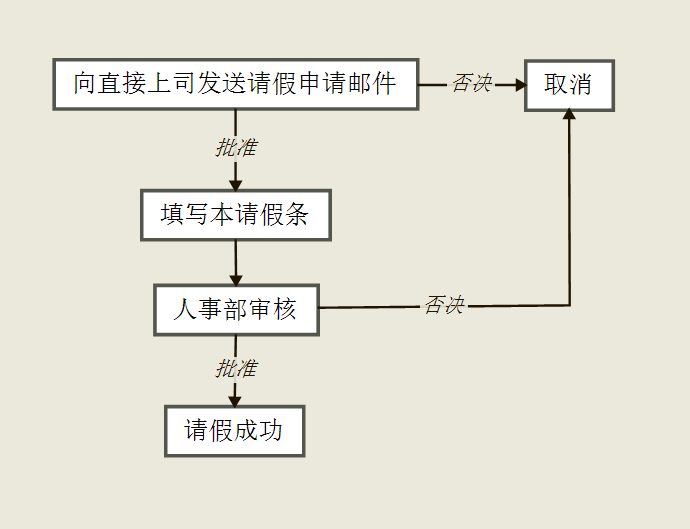 向直接上司发送请假申请邮件
否决
取消
批准
填写本请假条
人事部审核
否决
批准
请假成功